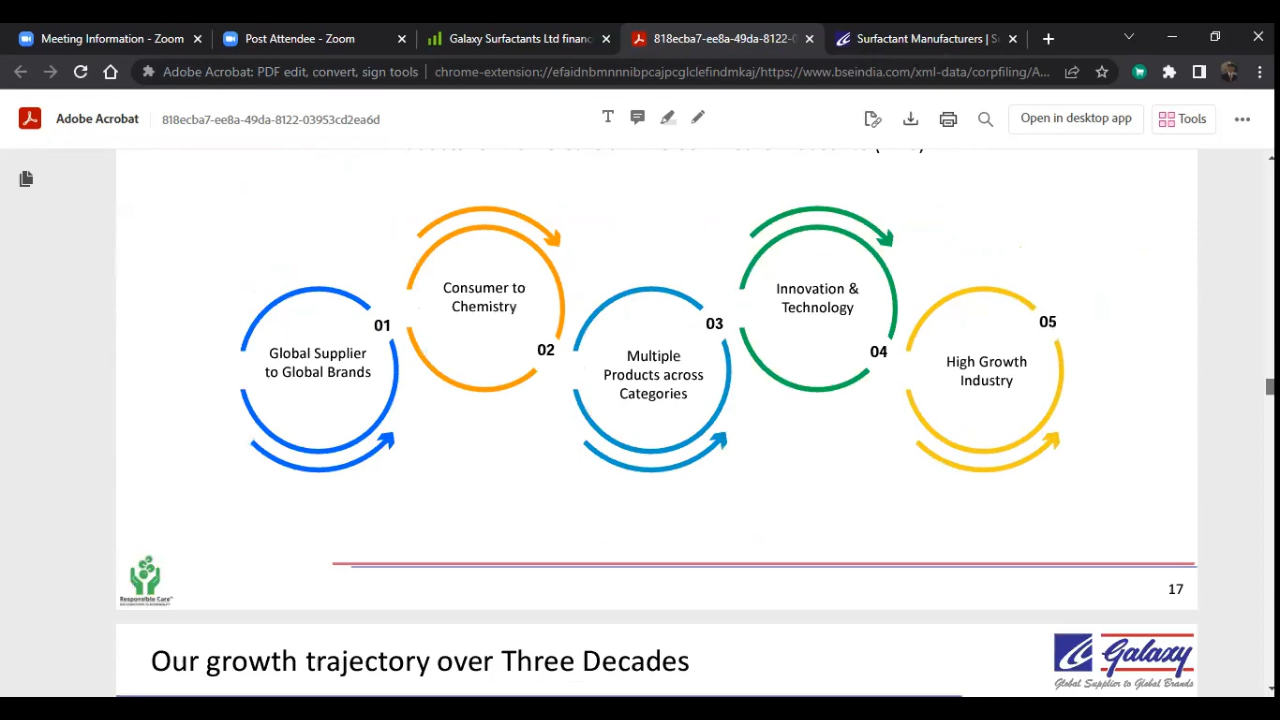 Meeting Information - Zoom
Post Attendee - Zoom
Galaxy Surfactants Ltd financ
818ecba7-ee8a-49da-8122-0
Surfactant Manufacturers | S
Adobe Acrobat: PDF edit, convert, sign tools
chrome-extension://efaidnbmnnnibpcajpcglclefindmkaj/https://www.bseindia.com/xml-data/corpfiling/A...
Adobe Acrobat
818ecba7-ee8a-49da-8122-03953cd2ea6d
Open in desktop app
Tools
Global Supplier
to Global Brands
01
Consumer to
Chemistry
02
Multiple
Products across
Categories
03
Innovation &
Technology
04
High Growth
Industry
05
Responsible Care™
17
Our growth trajectory over Three Decades
Galaxy
Global Supplier to Global Brands